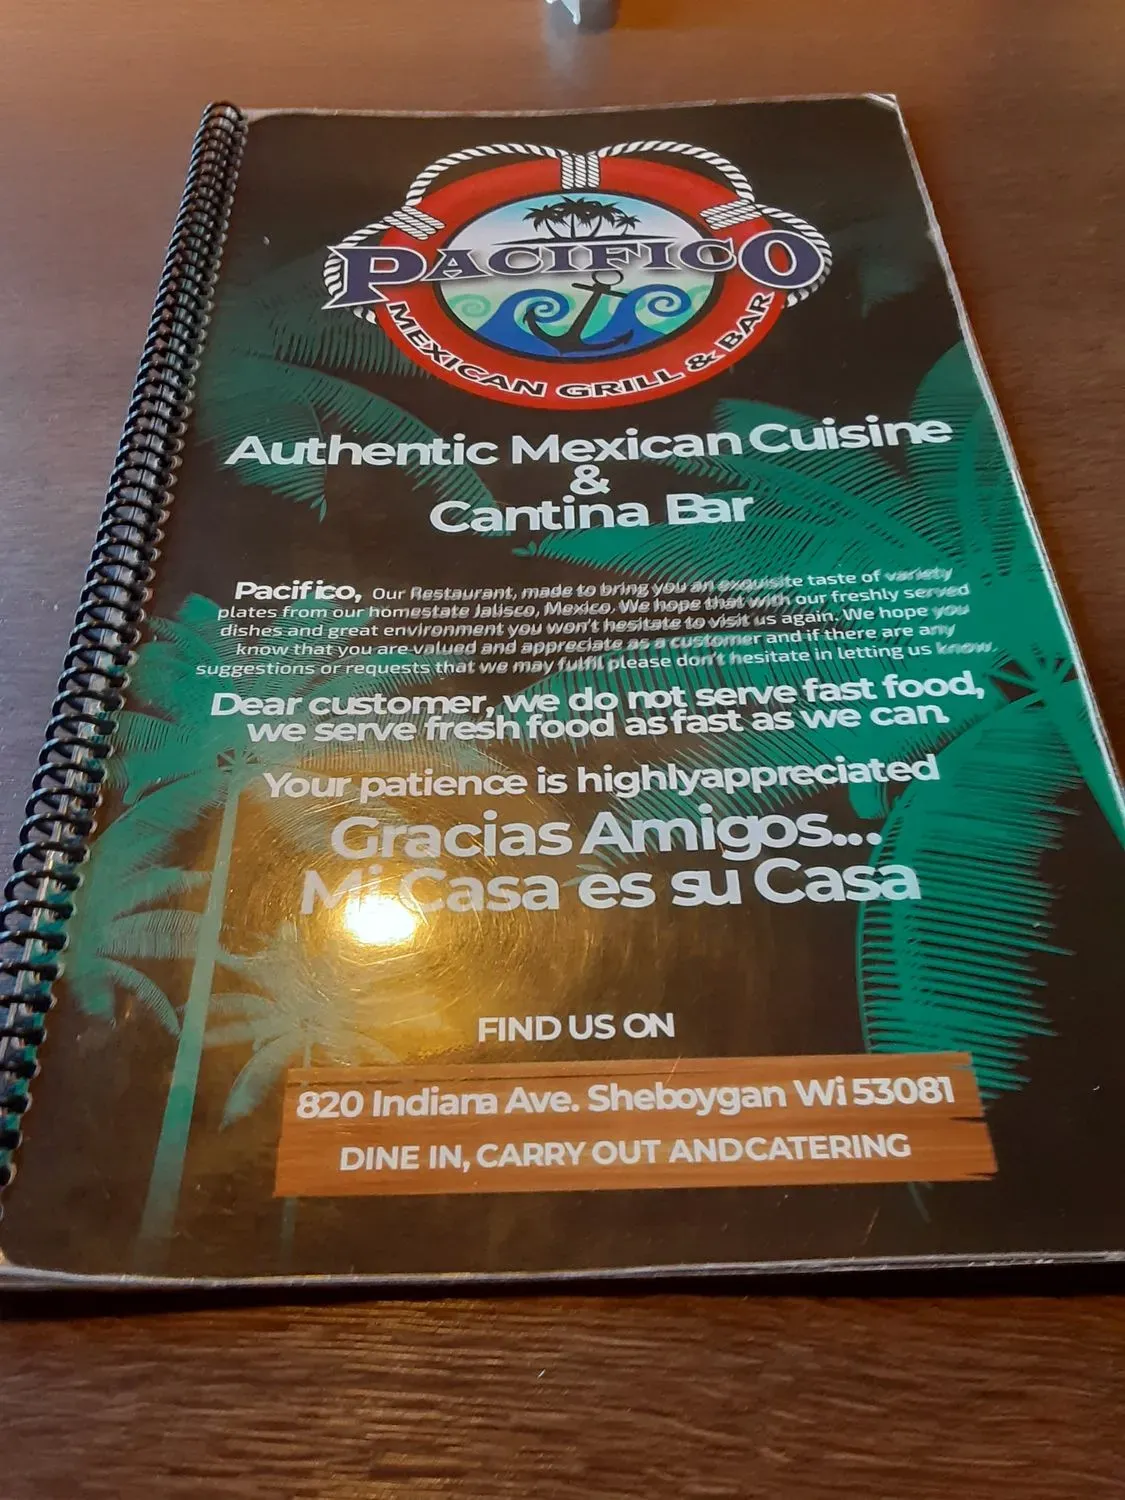 PACIFICO
MEXICAN GRILL & BAR
Authentic Mexican Cuisine
&
Cantina Bar
Pacifico, Our Restaurant, made to bring you an exquisite taste of variety
plates from our homestate Jalisco, Mexico. We hope that with our freshly served
dishes and great environment you won't hesitate to visit us again. We hope you
know that you are valued and appreciate as a customer and if there are any
suggestions or requests that we may fulfil please don't hesitate in letting us know.
Dear customer, we do not serve fast food,
we serve fresh food as fast as we can.
Your patience is highly appreciated
Gracias Amigos...
Mi Casa es su Casa
FIND US ON
820 Indiana Ave. Sheboygan Wi 53081
DINE IN, CARRY OUT AND CATERING